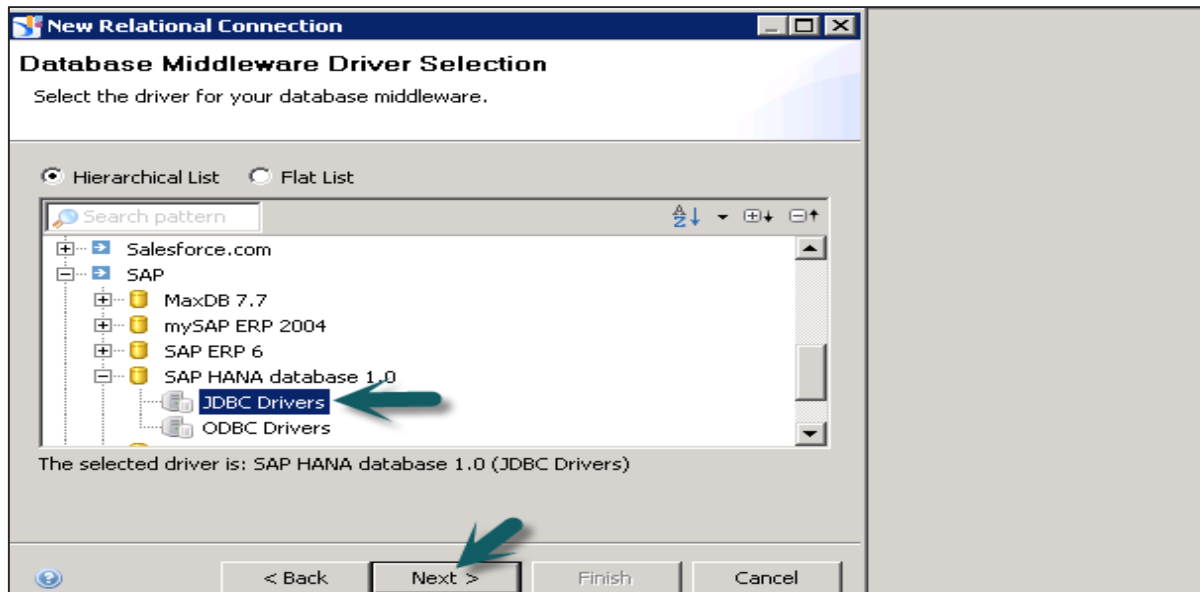 New Relational Connection
Database Middleware Driver Selection
Select the driver for your database middleware.
Hierarchical List Flat List
Search pattern
Salesforce.com
SAP
MaxDB 7.7
mySAP ERP 2004
SAP ERP 6
SAP HANA database 1.0
JDBC Drivers
ODBC Drivers
The selected driver is: SAP HANA database 1.0 (JDBC Drivers)
< Back Next > Finish Cancel